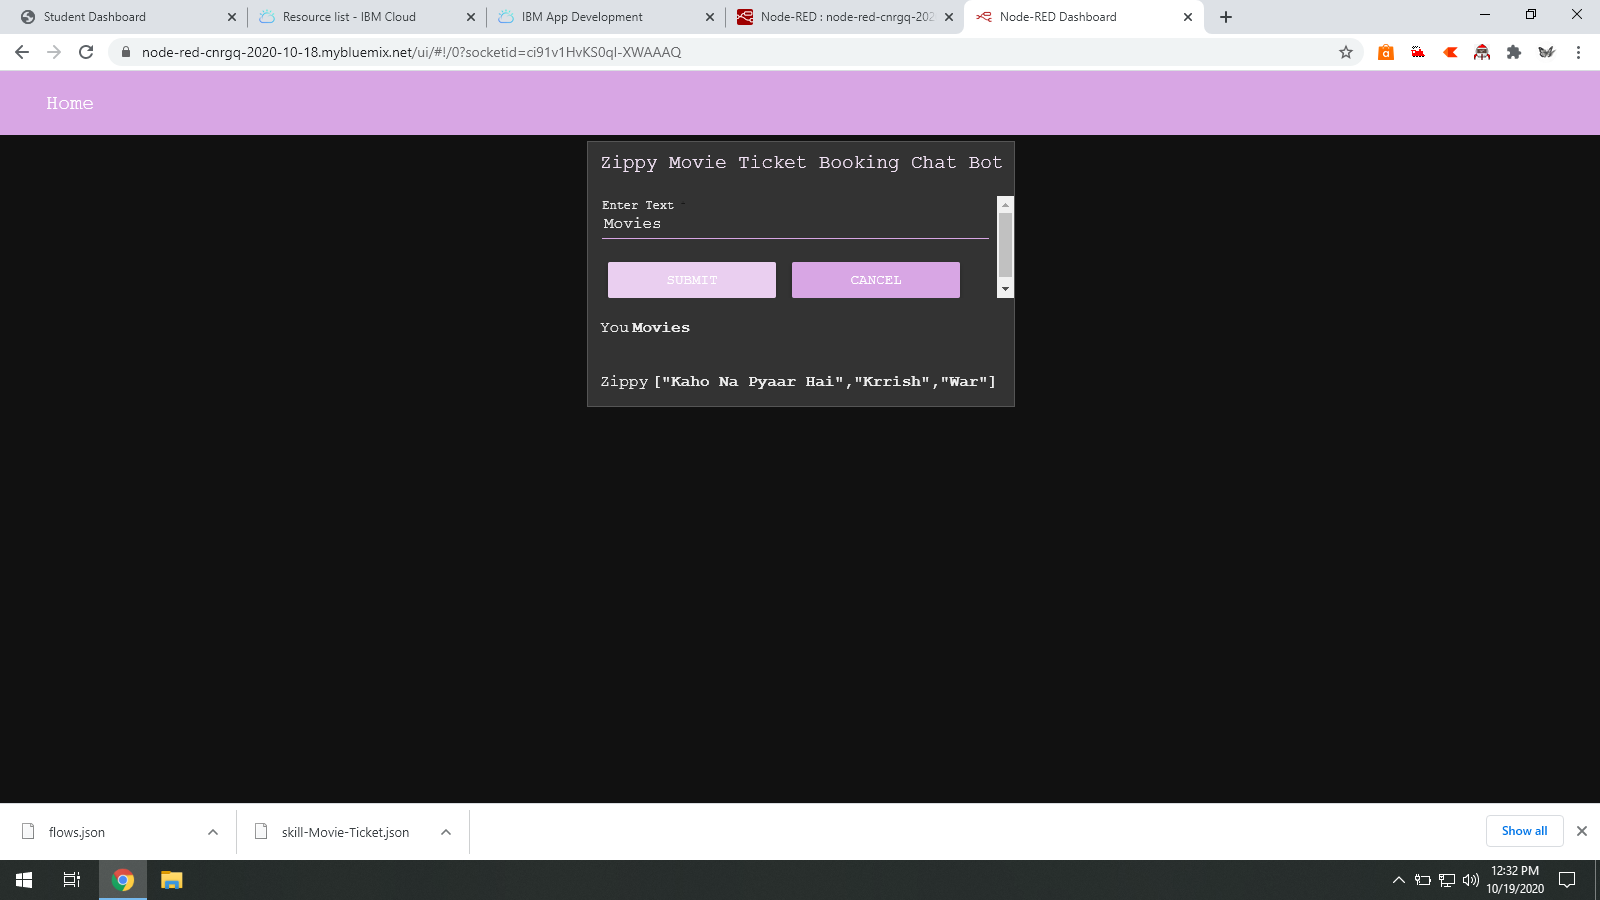 Student Dashboard
Resource list - IBM Cloud
IBM App Development
Node-RED : node-red-cnrgq-202
Node-RED Dashboard
node-red-cnrgq-2020-10-18.mybluemix.net/ui/#!/0?socketid=ci91v1HvKS0ql-XWAAAQ
Home
Zippy Movie Ticket Booking Chat Bot
Enter Text *
Movies
SUBMIT CANCEL
You Movies
Zippy ["Kaho Na Pyaar Hai","Krrish","War"]
flows.json
skill-Movie-Ticket.json
Show all
12:32 PM
10/19/2020